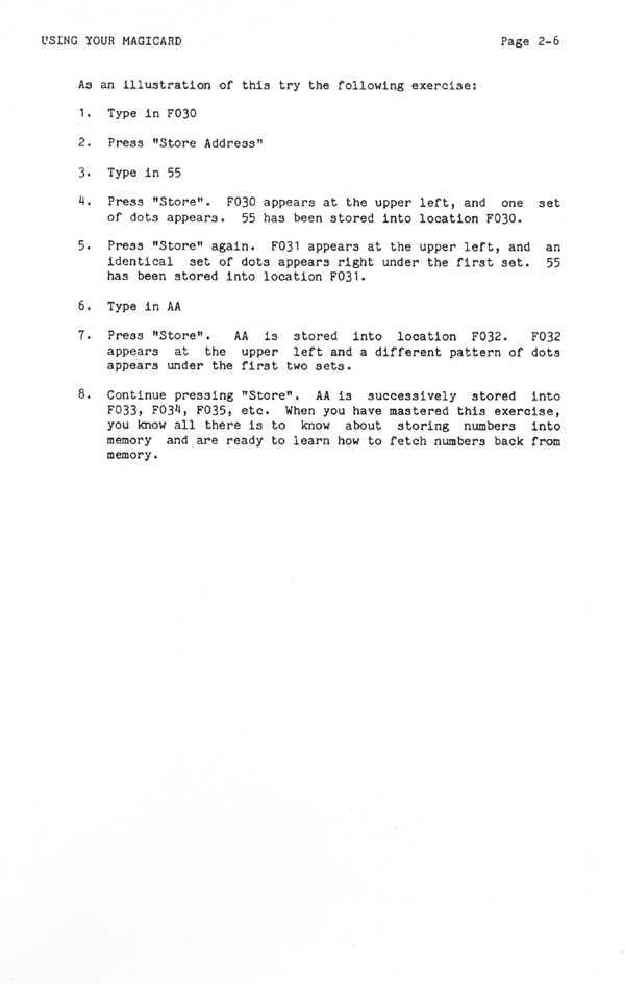 USING YOUR MAGICARD Page 2-6
As an illustration of this try the following exercise:
1. Type in F030
2. Press "Store Address"
3. Type in 55
4. Press "Store". F030 appears at the upper left, and one set
of dots appears. 55 has been stored into location F030.
5. Press "Store" again. F031 appears at the upper left, and an
identical set of dots appears right under the first set. 55
has been stored into location F031.
6. Type in AA
7. Press "Store". AA is stored into location F032. F032
appears at the upper left and a different pattern of dots
appears under the first two sets.
8. Continue pressing "Store". AA is successively stored into
F033, F034, F035, etc. When you have mastered this exercise,
you know all there is to know about storing numbers into
memory and are ready to learn how to fetch numbers back from
memory.